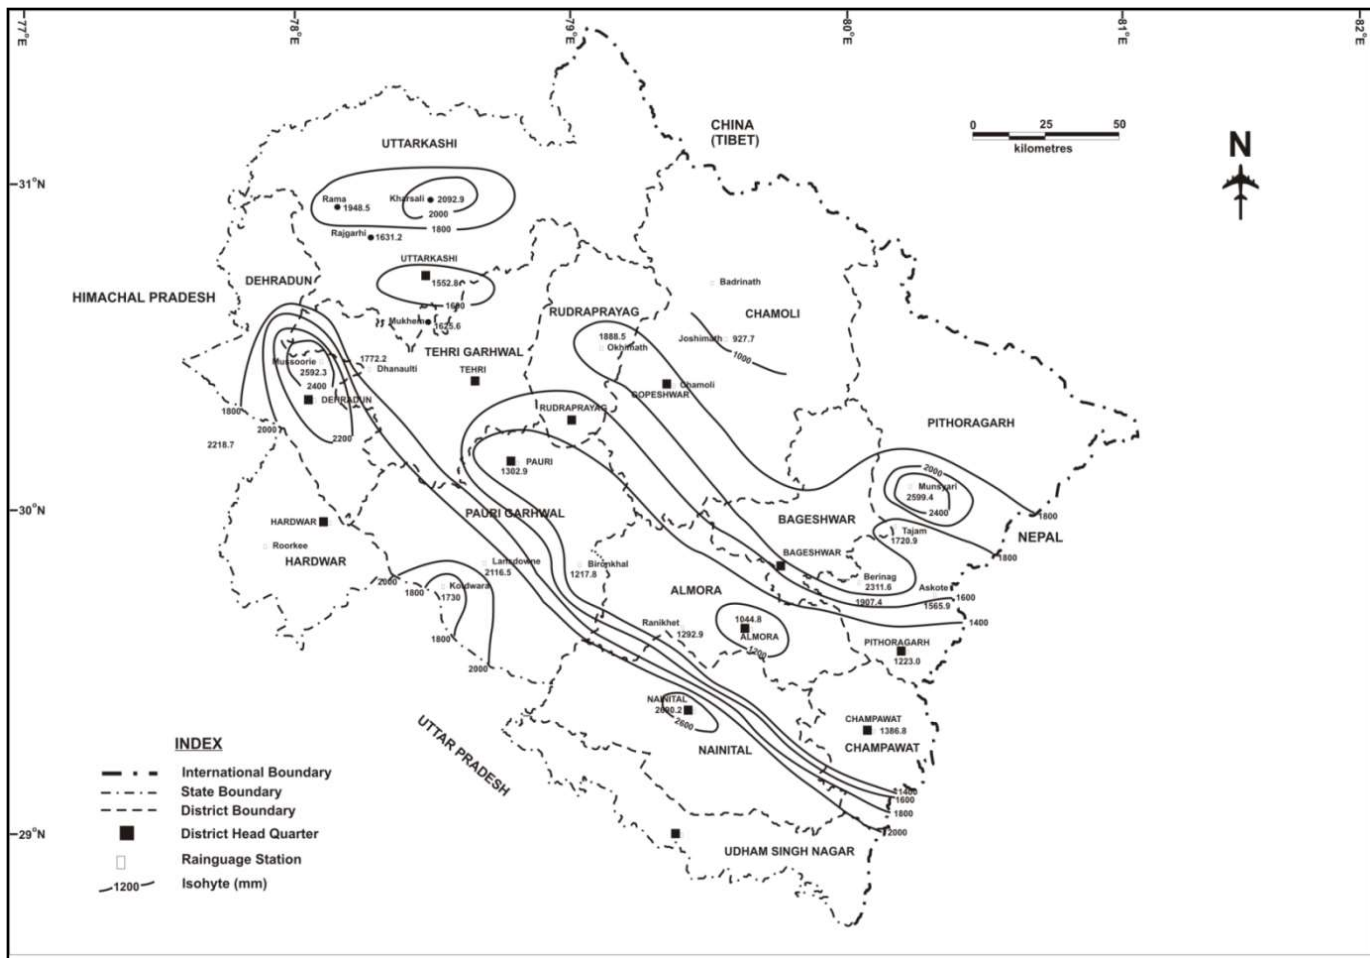 77°E
78°E
79°E
80°E
81°E
82°E
CHINA
(TIBET)
0 25 50
kilometres
N
UTTARKASHI
31°N
Rama
1948.5
Kharsali
2092.9
2000
1800
Rajgarhi
1631.2
UTTARKASHI
1552.8
1600
DEHRADUN
HIMACHAL PRADESH
Mukhem
1625.6
Badrinath
RUDRAPRAYAG
CHAMOLI
1888.5
Okhimath
Joshimath
927.7
1000
TEHRI GARHWAL
TEHRI
1772.2
Dhanaulti
Mussoorie
2592.3
2400
DEHRADUN
Chamoli
GOPESHWAR
1800
2000
2200
2218.7
RUDRAPRAYAG
PITHORAGARH
PAURI
1302.9
2000
Munsyari
2599.4
2400
30°N
PAURI GARHWAL
BAGESHWAR
1800
HARDWAR
Roorkee
HARDWAR
Tajam
1720.9
NEPAL
1800
BAGESHWAR
Lansdowne
2116.5
Bironkhal
1217.8
2000
1800
Kotdwara
1730
Berinag
2311.6
1907.4
Askote
1565.9
1600
1400
ALMORA
1044.8
ALMORA
1200
Ranikhet
1292.9
1800
2000
PITHORAGARH
1223.0
NAINITAL
2690.2
2600
NAINITAL
CHAMPAWAT
1386.8
CHAMPAWAT
UTTAR PRADESH
1400
1600
1800
2000
29°N
UDHAM SINGH NAGAR
INDEX
International Boundary
State Boundary
District Boundary
District Head Quarter
Rainguage Station
1200 Isohyte (mm)